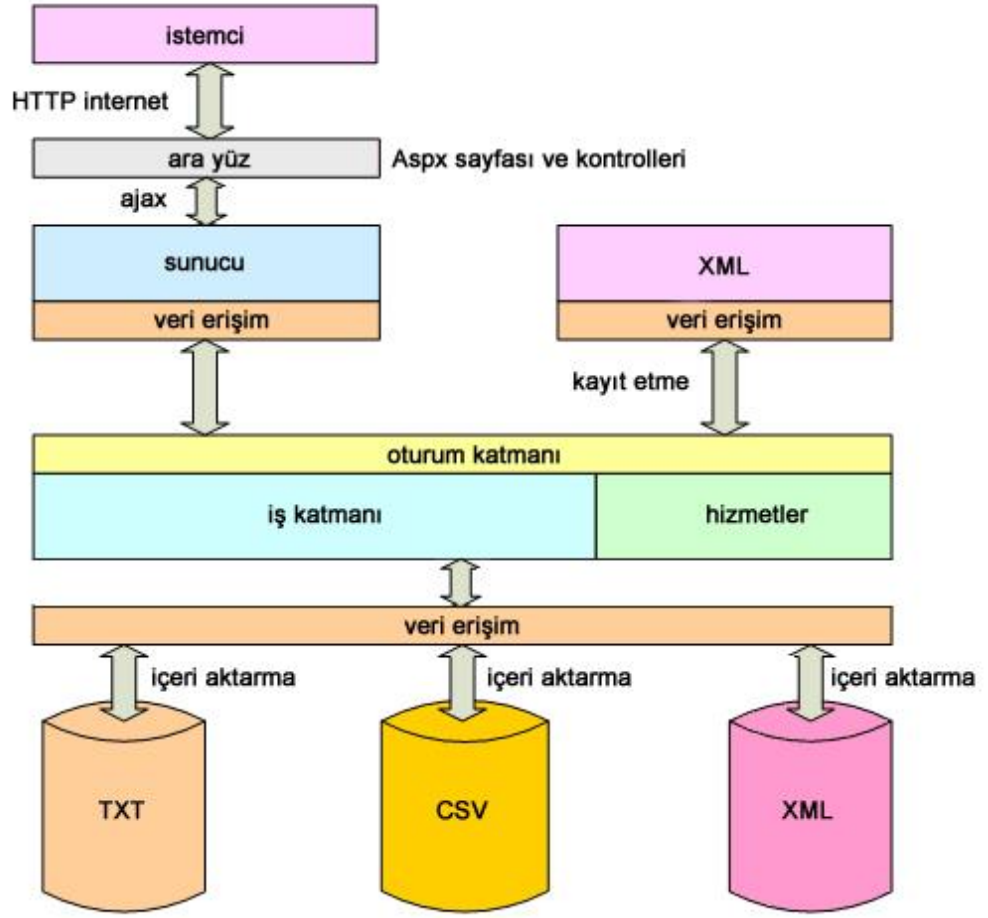 istemci
HTTP internet
ara yüz
Aspx sayfası ve kontrolleri
ajax
sunucu
XML
veri erişim
veri erişim
kayıt etme
oturum katmanı
iş katmanı
hizmetler
veri erişim
içeri aktarma
içeri aktarma
içeri aktarma
TXT
CSV
XML